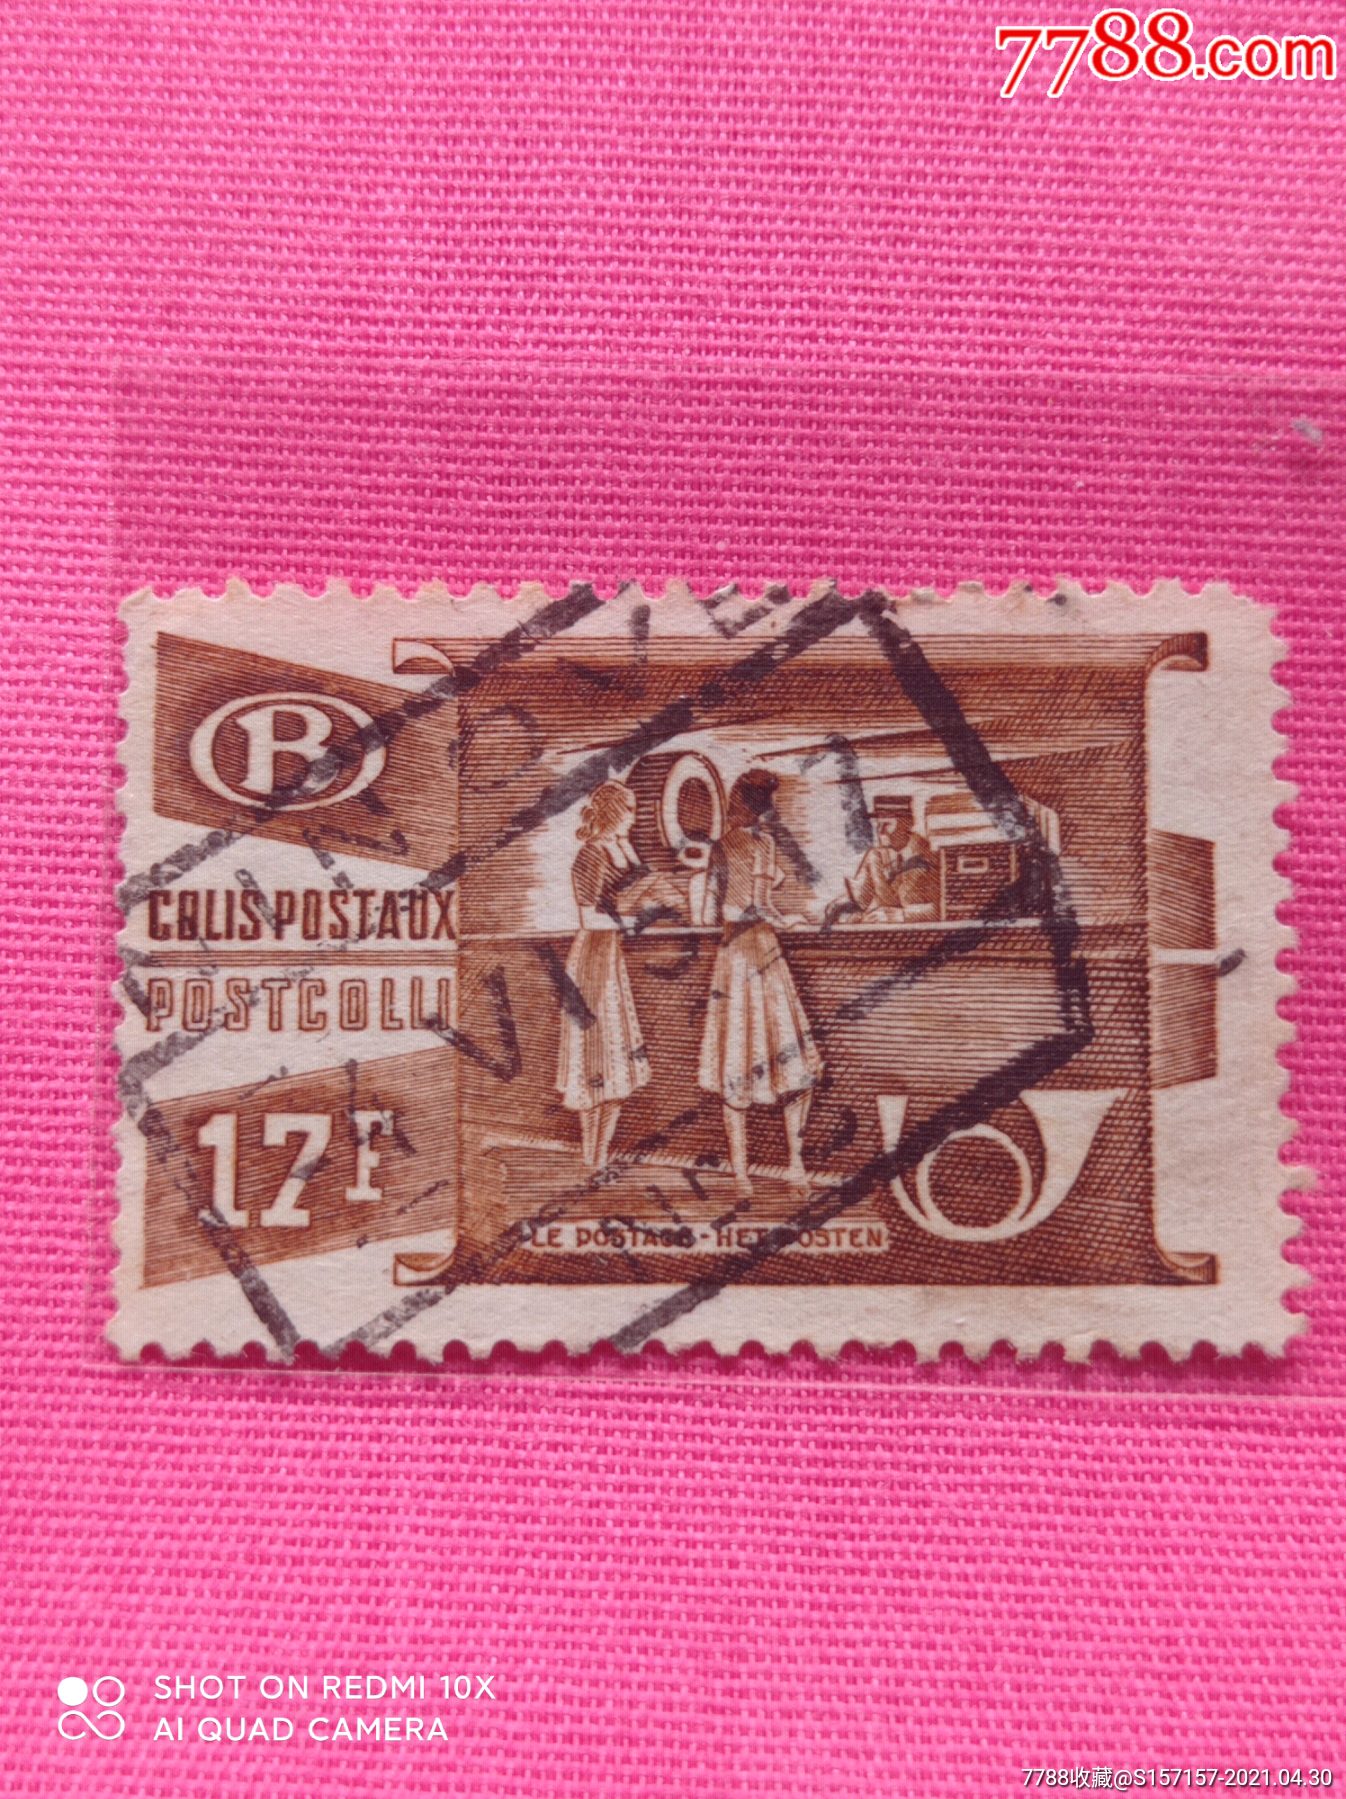 7788.com
B
COLIS POSTAUX
POSTCOLLI
17F
LE POSTAGE - HET POSTEN
SHOT ON REDMI 10X
AI QUAD CAMERA
7788收藏@S157157-2021.04.30